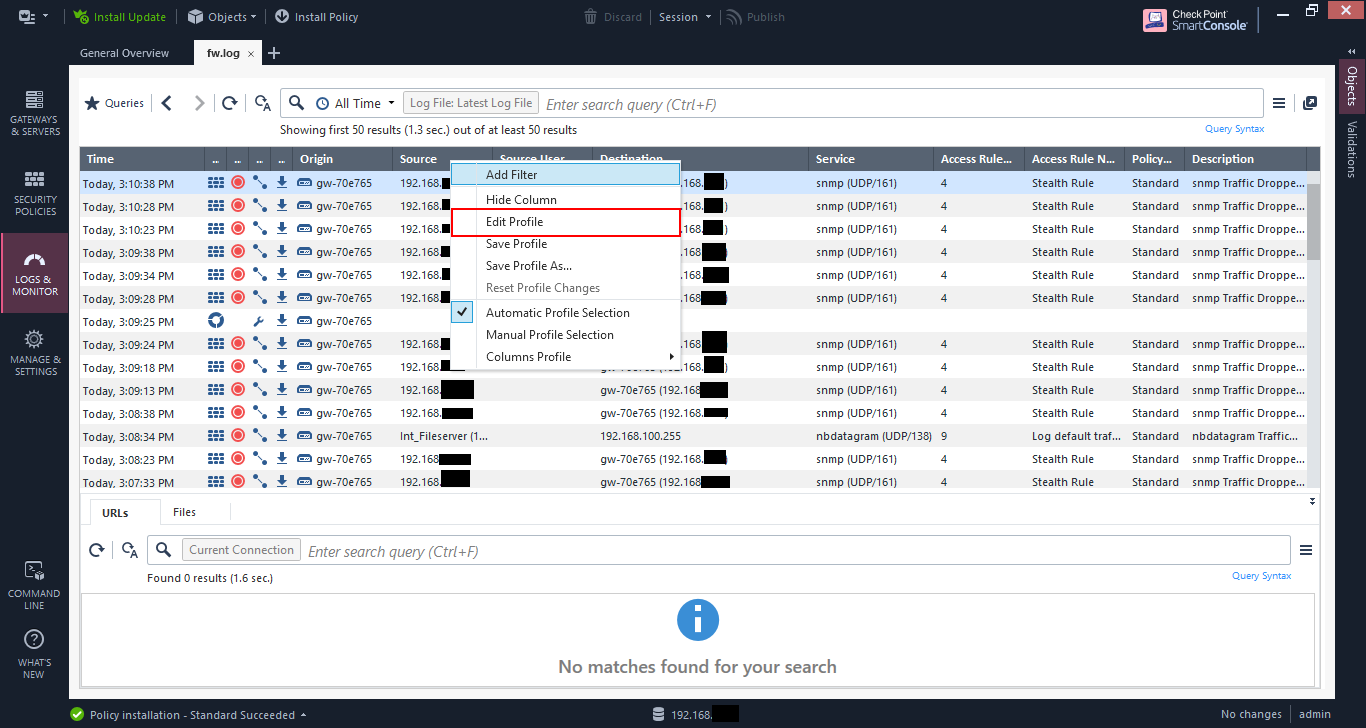 Install Update Objects Install Policy Discard Session Publish Check Point SmartConsole
General Overview fw.log
Queries All Time Log File: Latest Log File Enter search query (Ctrl+F)
Showing first 50 results (1.3 sec.) out of at least 50 results Query Syntax
Time ... ... ... ... Origin Source Source User Destination Service Access Rule... Access Rule N... Policy... Description
Today, 3:10:38 PM gw-70e765 192.168. .168. ) snmp (UDP/161) 4 Stealth Rule Standard snmp Traffic Droppe...
Today, 3:10:28 PM gw-70e765 192.168. .168. ) snmp (UDP/161) 4 Stealth Rule Standard snmp Traffic Droppe...
Today, 3:10:23 PM gw-70e765 192.168. .168. ) snmp (UDP/161) 4 Stealth Rule Standard snmp Traffic Droppe...
Today, 3:09:38 PM gw-70e765 192.168. .168. snmp (UDP/161) 4 Stealth Rule Standard snmp Traffic Droppe...
Today, 3:09:34 PM gw-70e765 192.168. .168. snmp (UDP/161) 4 Stealth Rule Standard snmp Traffic Droppe...
Today, 3:09:28 PM gw-70e765 192.168. .168. ) snmp (UDP/161) 4 Stealth Rule Standard snmp Traffic Droppe...
Today, 3:09:25 PM gw-70e765
Today, 3:09:24 PM gw-70e765 192.168. .168. snmp (UDP/161) 4 Stealth Rule Standard snmp Traffic Droppe...
Today, 3:09:18 PM gw-70e765 192.168. gw-70e765 (192.168. ) snmp (UDP/161) 4 Stealth Rule Standard snmp Traffic Droppe...
Today, 3:09:13 PM gw-70e765 192.168. gw-70e765 (192.168. snmp (UDP/161) 4 Stealth Rule Standard snmp Traffic Droppe...
Today, 3:08:38 PM gw-70e765 192.168. gw-70e765 (192.168. snmp (UDP/161) 4 Stealth Rule Standard snmp Traffic Droppe...
Today, 3:08:34 PM gw-70e765 Int_Fileserver (1... 192.168.100.255 nbdatagram (UDP/138) 9 Log default traf... Standard nbdatagram Traffic...
Today, 3:08:23 PM gw-70e765 192.168 gw-70e765 (192.168. ) snmp (UDP/161) 4 Stealth Rule Standard snmp Traffic Droppe...
Today, 3:07:33 PM gw-70e765 192.168 gw-70e765 (192.168 snmp (UDP/161) 4 Stealth Rule Standard snmp Traffic Droppe...
Add Filter
Hide Column
Edit Profile
Save Profile
Save Profile As...
Reset Profile Changes
Automatic Profile Selection
Manual Profile Selection
Columns Profile
GATEWAYS
& SERVERS
SECURITY
POLICIES
LOGS &
MONITOR
MANAGE &
SETTINGS
COMMAND
LINE
WHAT'S
NEW
Objects
Validations
URLs Files
Current Connection Enter search query (Ctrl+F)
Found 0 results (1.6 sec.) Query Syntax
No matches found for your search
Policy installation - Standard Succeeded 192.168. No changes admin